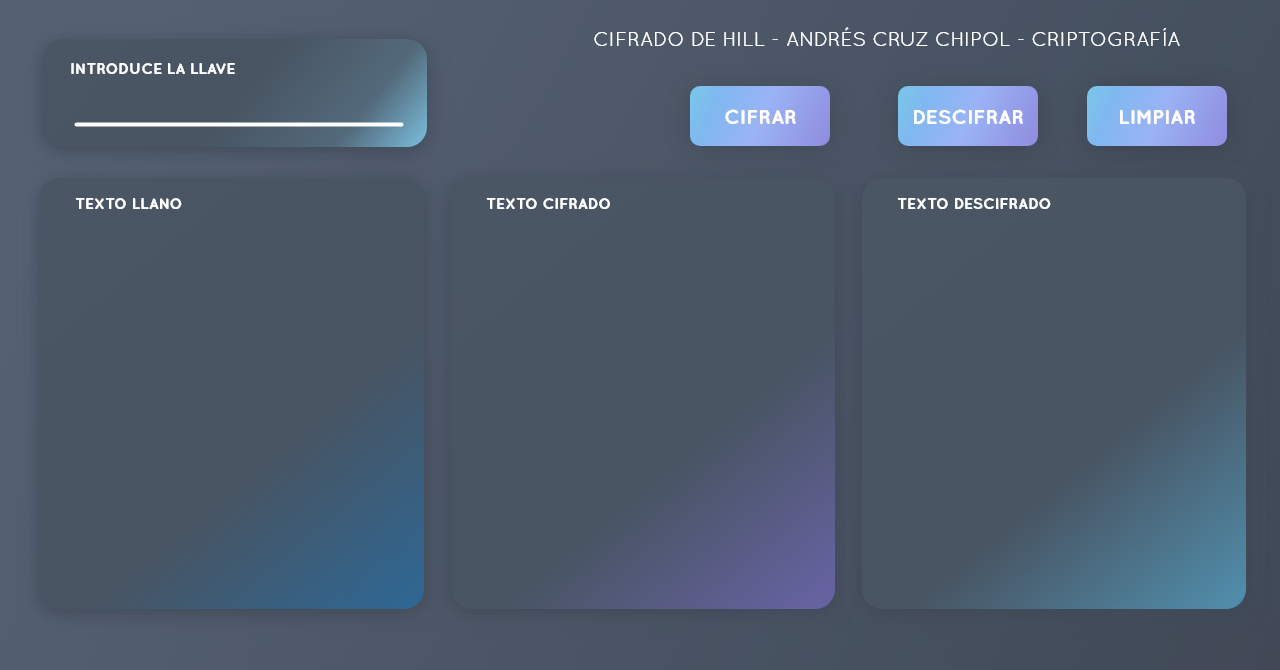 CIFRADO DE HILL - ANDRÉS CRUZ CHIPOL - CRIPTOGRAFÍA
INTRODUCE LA LLAVE
CIFRAR
DESCIFRAR
LIMPIAR
TEXTO LLANO
TEXTO CIFRADO
TEXTO DESCIFRADO